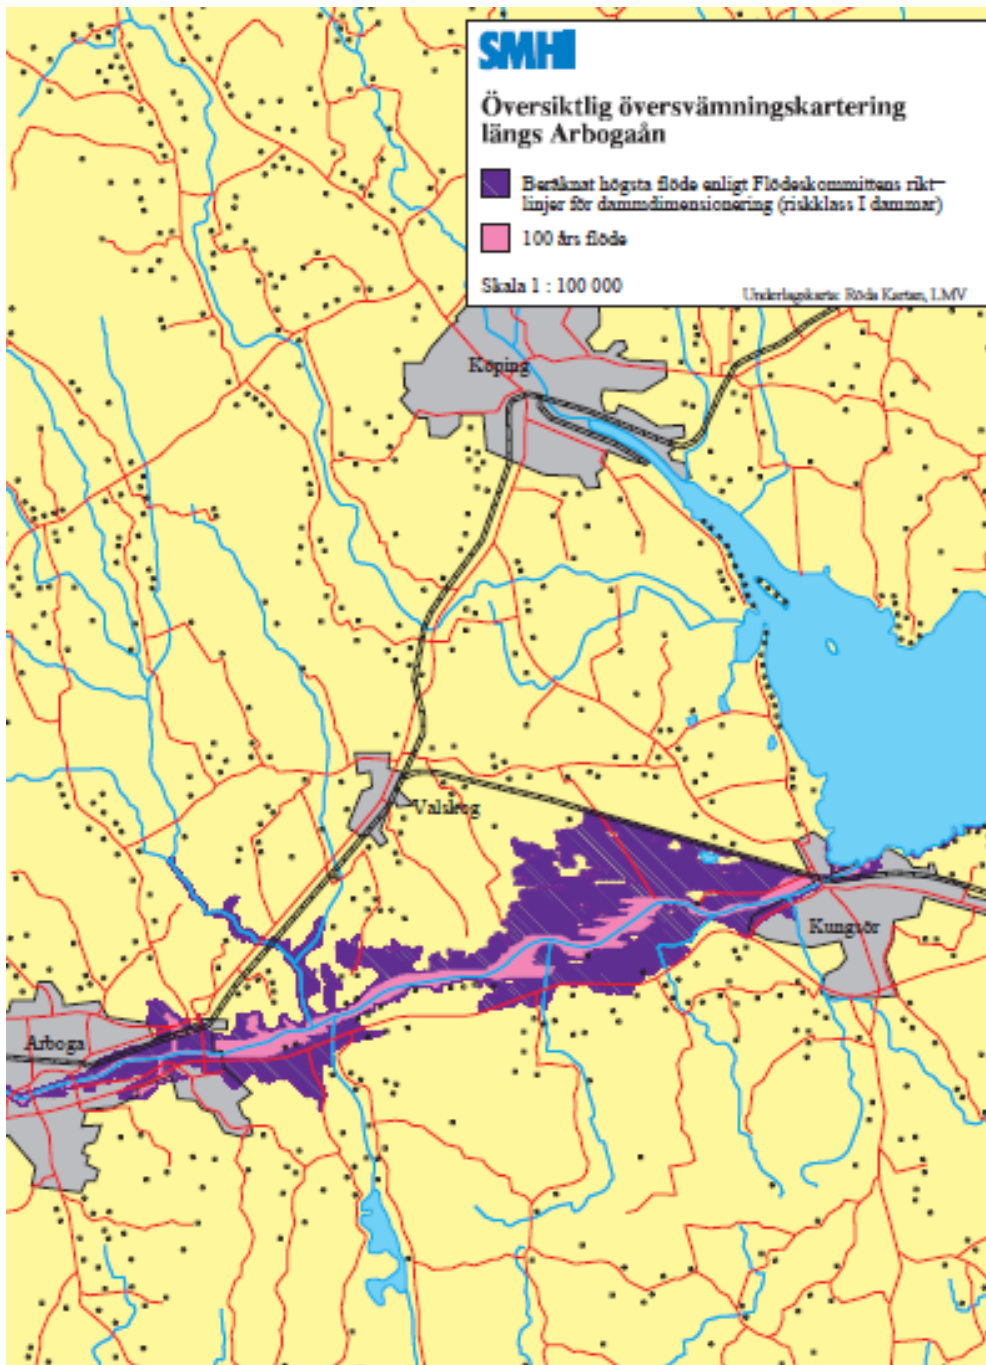 SMHI
Översiktlig översvämningskartering
längs Arbogaån
Beräknat högsta flöde enligt Flödeskommittens rikt-
linjer för dammdimensionering (riskklass I dammar)
100 års flöde
Skala 1 : 100 000
Underlagskarta: Röda Kartan, LMV
Köping
Valskog
Kungsör
Arboga